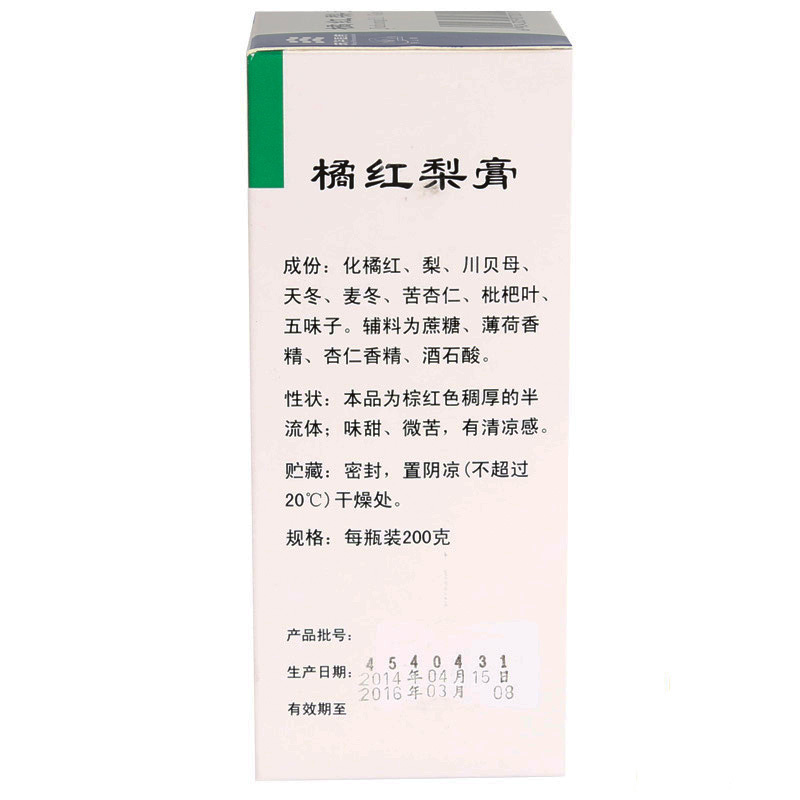 橘红梨膏
成份：化橘红、梨、川贝母、
天冬、麦冬、苦杏仁、枇杷叶、
五味子。辅料为蔗糖、薄荷香
精、杏仁香精、酒石酸。
性状：本品为棕红色稠厚的半
流体；味甜、微苦，有清凉感。
贮藏：密封，置阴凉(不超过
20℃)干燥处。
规格：每瓶装200克
产品批号：
4540431
生产日期：2014年04月15日
2016年03月 08
有效期至